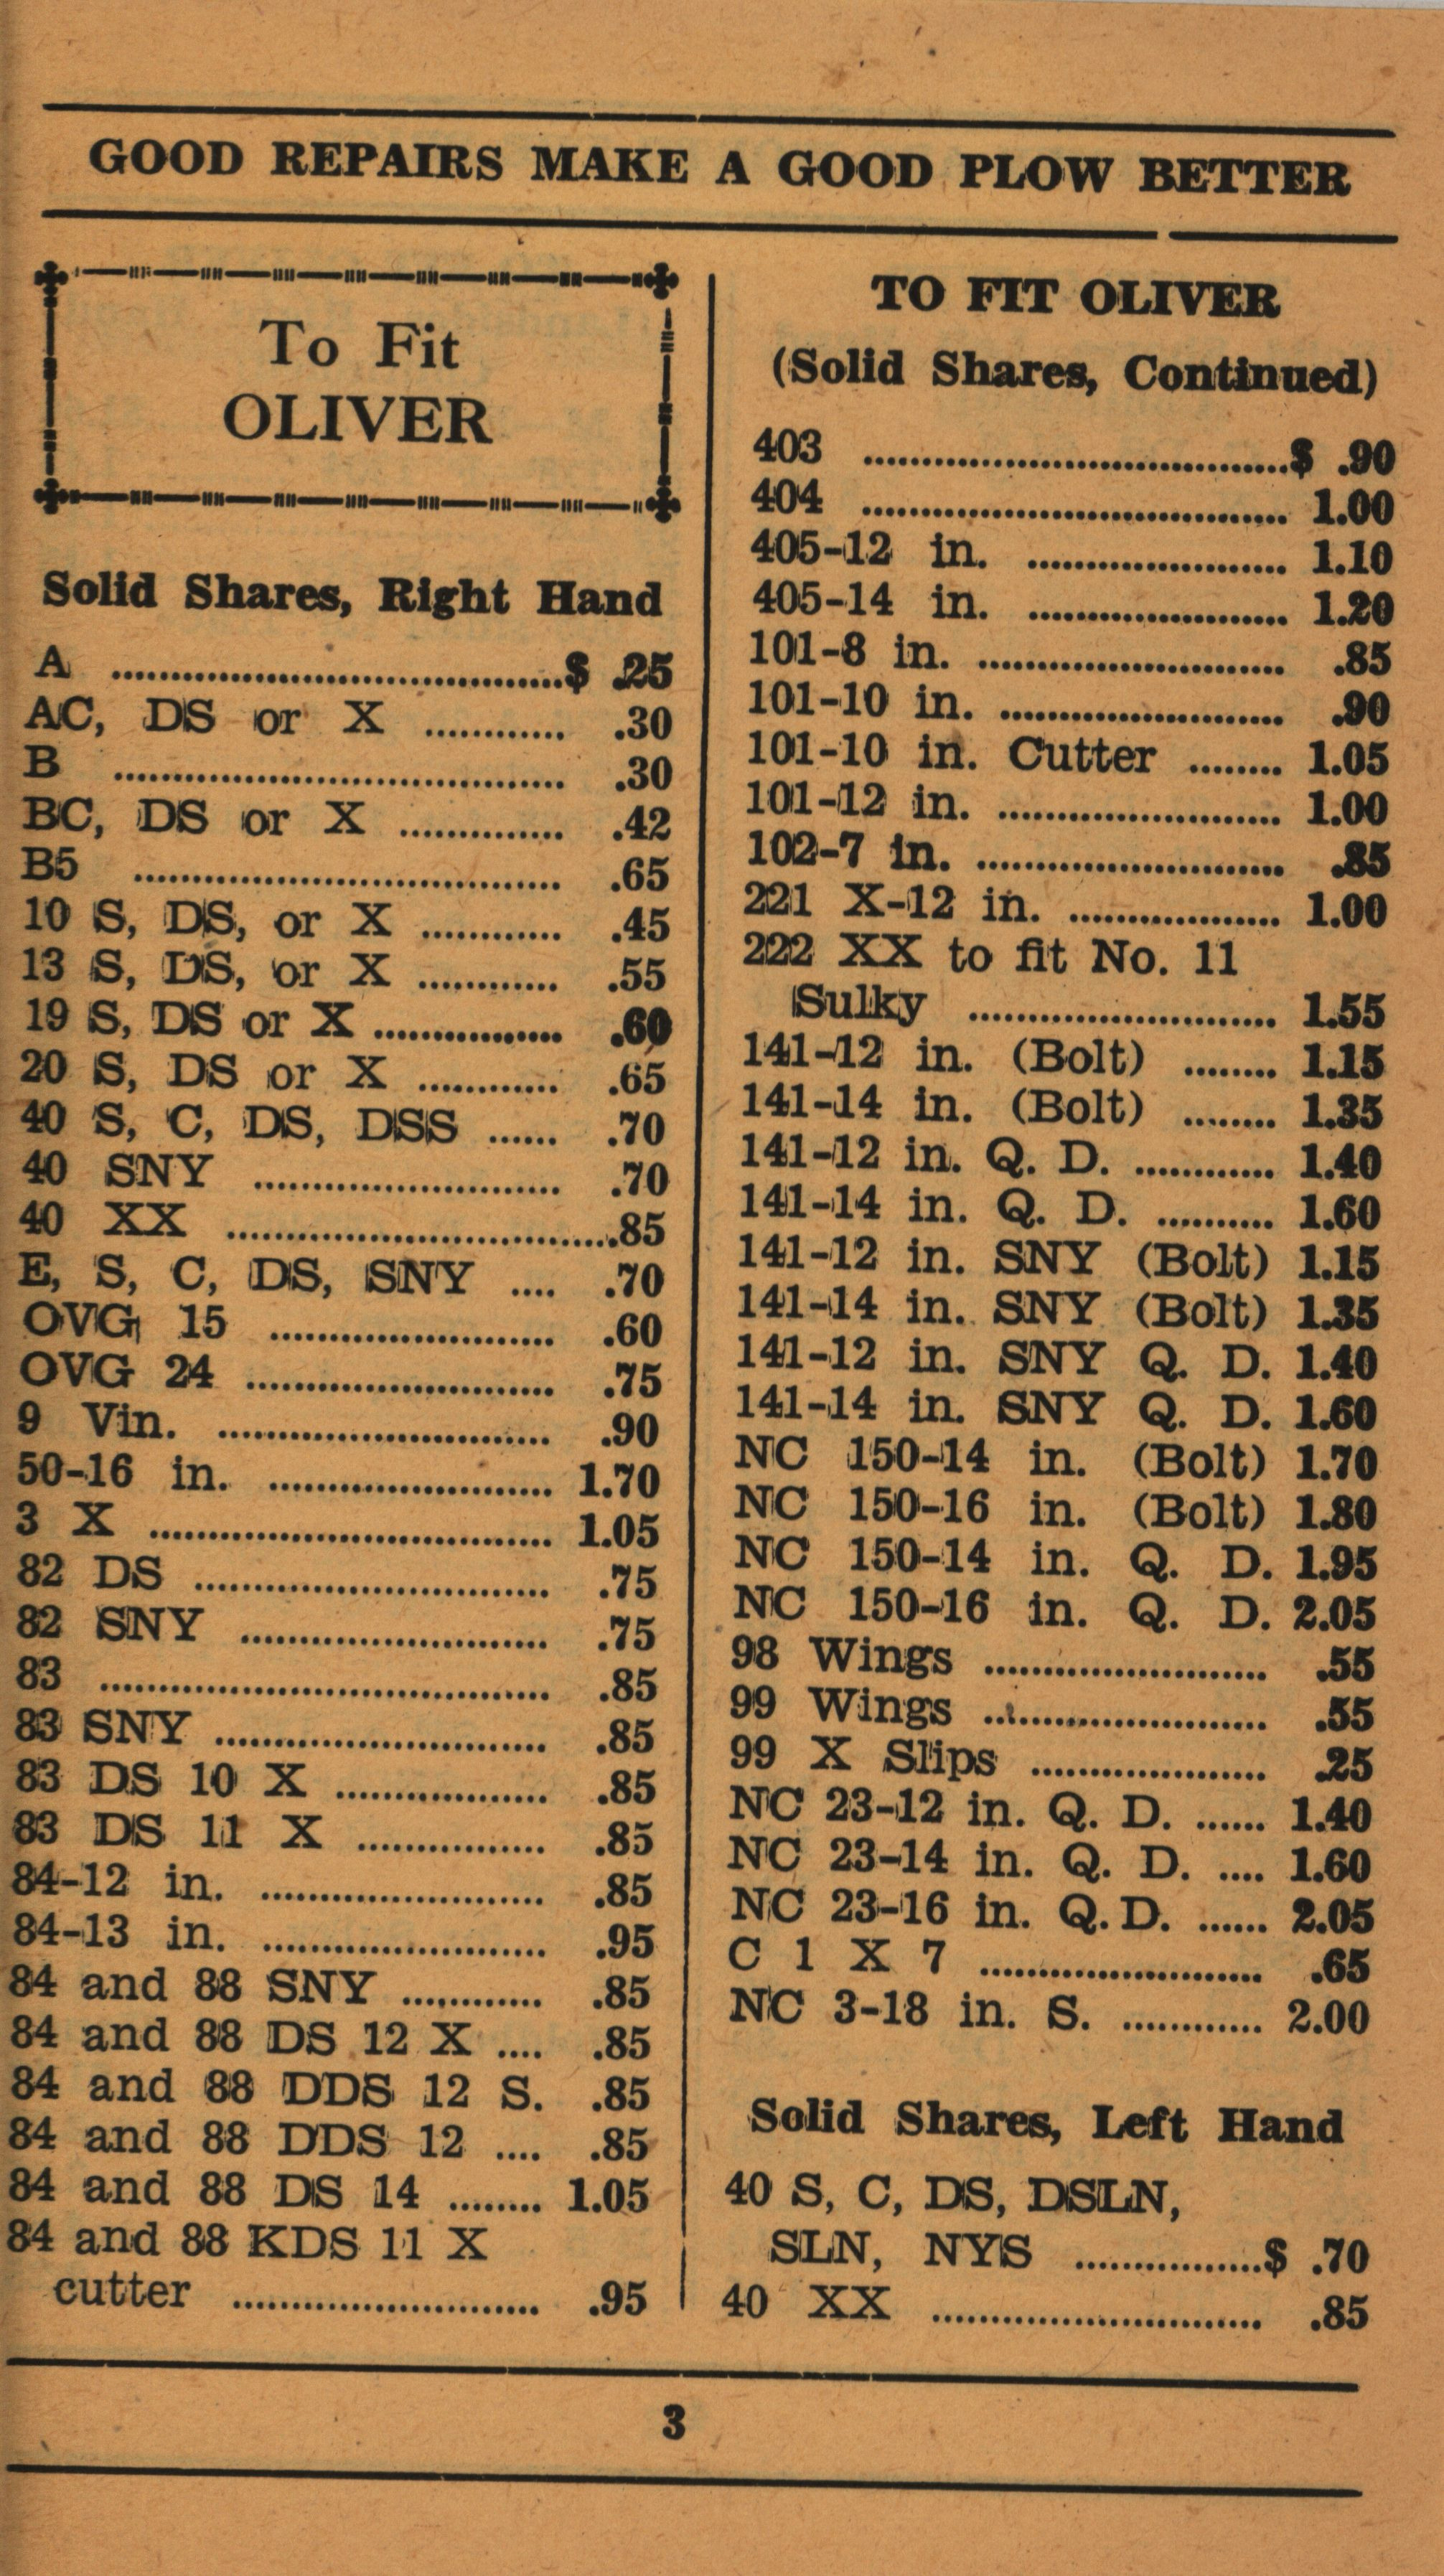 GOOD REPAIRS MAKE A GOOD PLOW BETTER
To Fit
OLIVER
Solid Shares, Right Hand
A ......................................$ .25
AC, DS or X ............ .30
B ...................................... .30
BC, DS or X .............. .42
B5 .................................... .65
10 S, DS, or X ............ .45
13 S, DS, or X ............ .55
19 S, DS or X ................ .60
20 S, DS or X ............ .65
40 S, C, DS, DSS ...... .70
40 SNY .......................... .70
40 XX .................................85
E, S, C, DS, SNY .... .70
OVG 15 ........................ .60
OVG 24 .......................... .75
9 Vin. ............................ .90
50-16 in. ........................ 1.70
3 X .................................. 1.05
82 DS .............................. .75
82 SNY .......................... .75
83 ...................................... .85
83 SNY ............................ .85
83 DS 10 X .................. .85
83 DS 11 X ................ .85
84-12 in. ........................ .85
84-13 in. ........................ .95
84 and 88 SNY ............ .85
84 and 88 DS 12 X .... .85
84 and 88 DDS 12 S. .85
84 and 88 DDS 12 .... .85
84 and 88 DS 14 ........ 1.05
84 and 88 KDS 11 X
cutter .......................... .95
TO FIT OLIVER
(Solid Shares, Continued)
403 ....................................$ .90
404 .................................... 1.00
405-12 in. ...................... 1.10
405-14 in. ...................... 1.20
101-8 in. .......................... .85
101-10 in. ........................ .90
101-10 in. Cutter ........ 1.05
101-12 in. ........................ 1.00
102-7 in. .......................... .85
221 X-12 in. .................. 1.00
222 XX to fit No. 11
Sulky .......................... 1.55
141-12 in. (Bolt) ........ 1.15
141-14 in. (Bolt) ........ 1.35
141-12 in. Q. D. ............ 1.40
141-14 in. Q. D. .......... 1.60
141-12 in. SNY (Bolt) 1.15
141-14 in. SNY (Bolt) 1.35
141-12 in. SNY Q. D. 1.40
141-14 in. SNY Q. D. 1.60
NC 150-14 in. (Bolt) 1.70
NC 150-16 in. (Bolt) 1.80
NC 150-14 in. Q. D. 1.95
NC 150-16 in. Q. D. 2.05
98 Wings ........................ .55
99 Wings ........................ .55
99 X Slips .................... .25
NC 23-12 in. Q. D. ...... 1.40
NC 23-14 in. Q. D. .... 1.60
NC 23-16 in. Q. D. ...... 2.05
C 1 X 7 ........................ .65
NC 3-18 in. S. ............ 2.00
Solid Shares, Left Hand
40 S, C, DS, DSLN,
SLN, NYS ................$ .70
40 XX ............................ .85
3